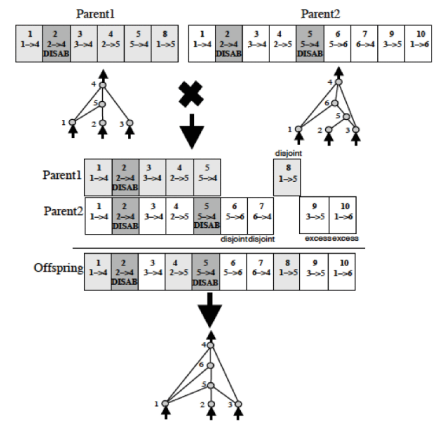 Parent1 Parent2
1 2 3 4 5 8 1 2 3 4 5 6 7 9 10
1->4 2->4 3->4 2->5 5->4 1->5 1->4 2->4 3->4 2->5 5->4 5->6 6->4 3->5 1->6
DISAB DISAB DISAB
4 4
5 6
5
1 2 3 1 2 3
disjoint
Parent1 1 2 3 4 5 8
1->4 2->4 3->4 2->5 5->4 1->5
DISAB
Parent2 1 2 3 4 5 6 7 9 10
1->4 2->4 3->4 2->5 5->4 5->6 6->4 3->5 1->6
DISAB DISAB
disjoint disjoint excess excess
Offspring 1 2 3 4 5 6 7 8 9 10
1->4 2->4 3->4 2->5 5->4 5->6 6->4 1->5 3->5 1->6
DISAB DISAB
4
6
5
1 2 3